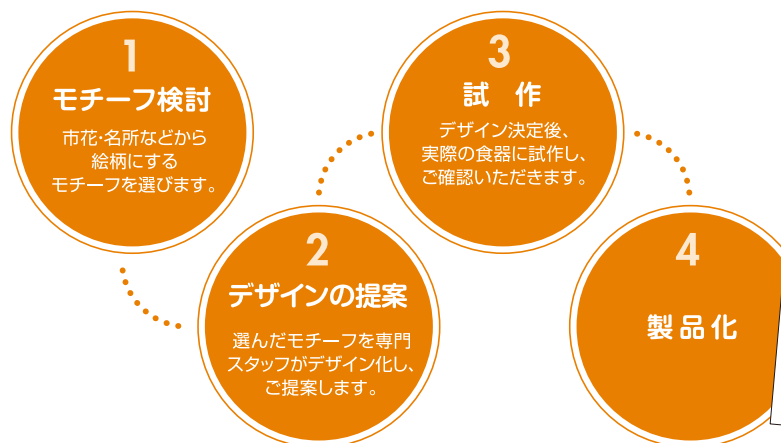 1
モチーフ検討
市花・名所などから
絵柄にする
モチーフを選びます。
2
デザインの提案
選んだモチーフを専門
スタッフがデザイン化し、
ご提案します。
3
試 作
デザイン決定後、
実際の食器に試作し、
ご確認いただきます。
4
製品化